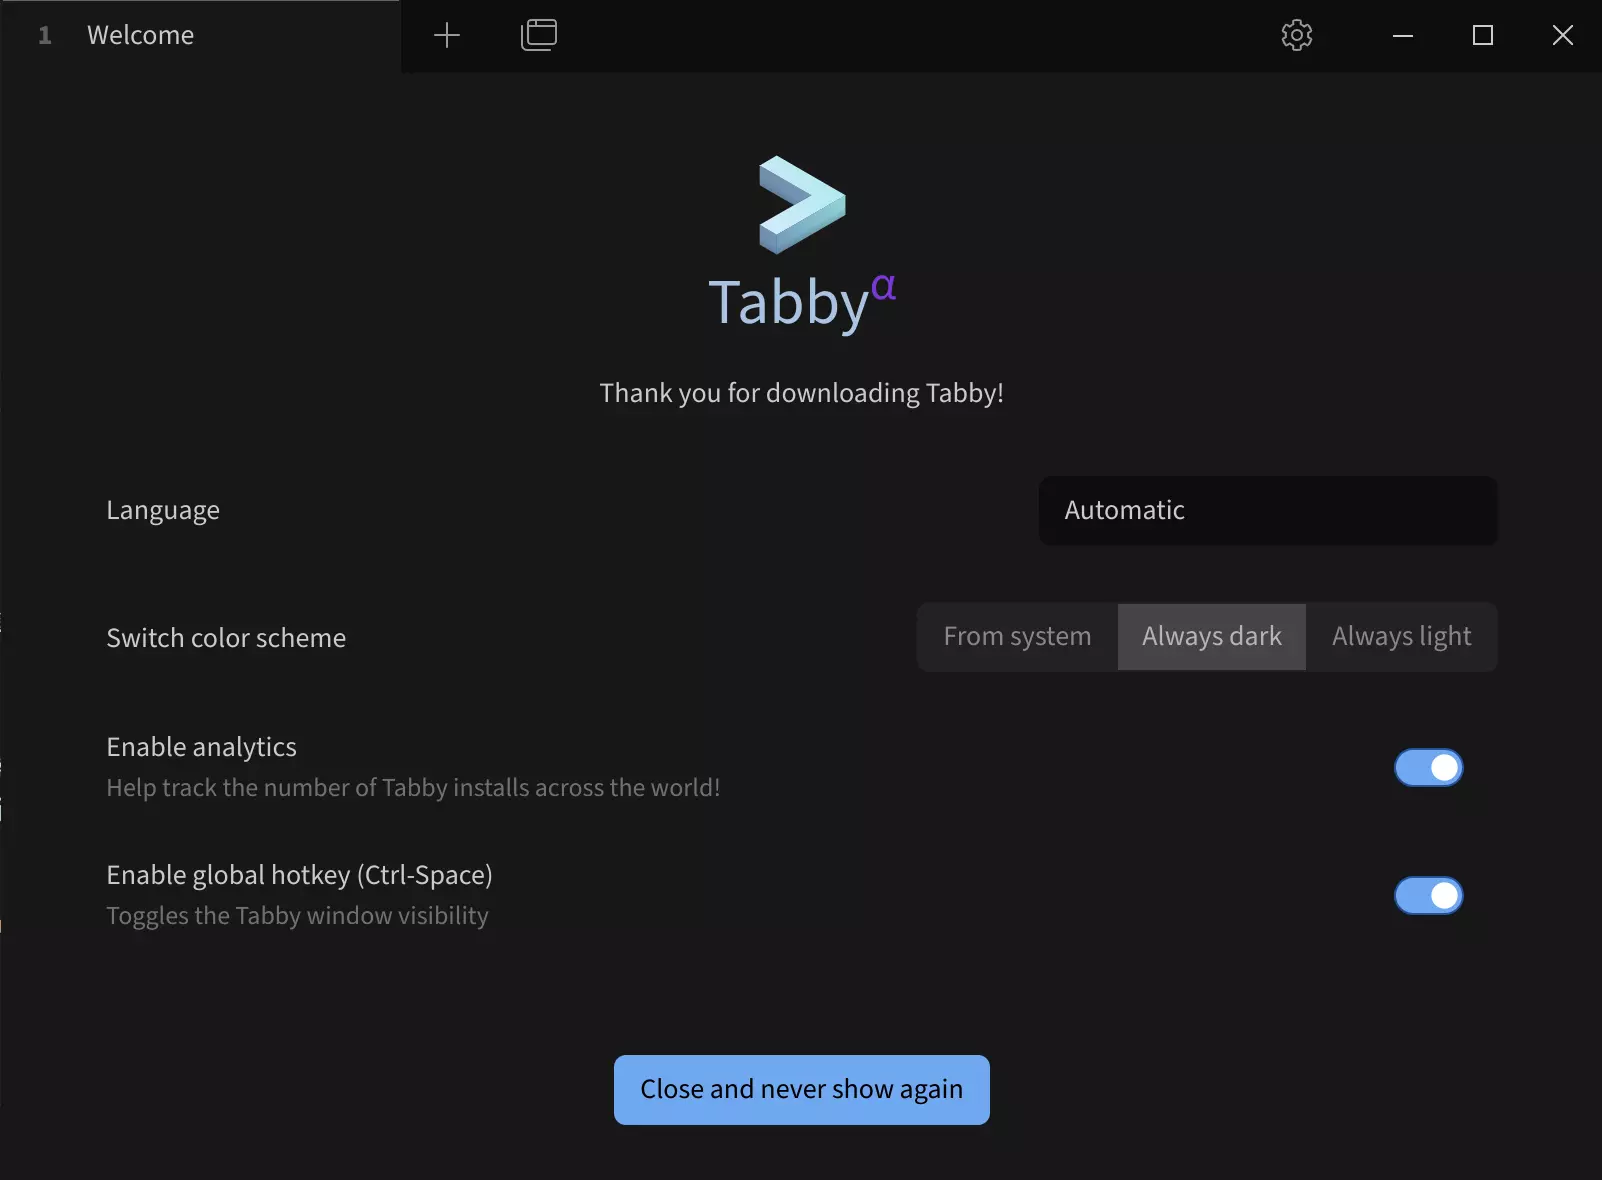 1 Welcome
Tabbyα
Thank you for downloading Tabby!
Language Automatic
Switch color scheme From system Always dark Always light
Enable analytics
Help track the number of Tabby installs across the world!
Enable global hotkey (Ctrl-Space)
Toggles the Tabby window visibility
Close and never show again